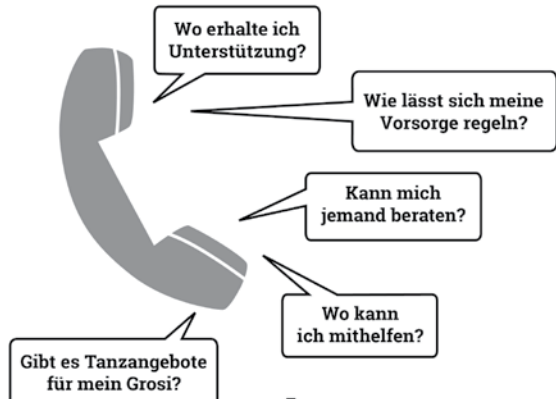 Wo erhalte ich
Unterstützung?
Wie lässt sich meine
Vorsorge regeln?
Kann mich
jemand beraten?
Wo kann
ich mithelfen?
Gibt es Tanzangebote
für mein Grosi?